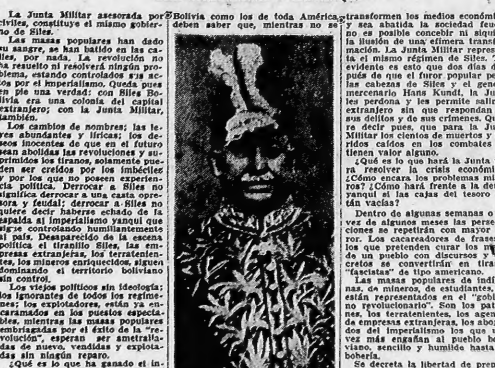 La Junta Militar asesorada por
civiles, constituye el mismo gobier-
no de Siles.
Las masas populares han dado
su sangre, se han batido en las ca-
lles, por nada. La revolución no
ha resuelto ni resolverá ningún pro-
blema, estando controlados sus ac-
tos por el imperialismo. Queda pues
en pie una verdad: con Siles Bo-
livia era una colonia del capital
extranjero; con la Junta Militar,
también.
Los cambios de nombres; las le-
yes abundantes y líricas; los de-
seos inocentes de que en el futuro
sean abolidas las revoluciones y su-
primidos los tiranos, solamente pue-
den ser creídos por los imbéciles
y por los que no poseen experien-
cia política. Derrocar a Siles no
significa derrocar a una casta opre-
sora y feudal; derrocar a Siles no
quiere decir haberes echado de la
espalda al imperialismo yanqui que
sigue controlando humillantemente
al país. Desaparecido de la escena
política el tiranillo Siles, las em-
presas extranjeras, los terratenien-
tes, los mineros enriquecidos, siguen
dominando el territorio boliviano
sin control.
Los viejos políticos sin ideología;
los ignorantes de todos los regíme-
nes; los explotadores, están ya en-
caramados en los puestos expecta-
bles, mientras las masas populares
embriagadas por el éxito de la "re-
volución", esperan ser ametralla-
das de nuevo, vendidas y explota-
das sin ningún reparo.
¿Qué es lo que ha ganado el in-
Bolivia como los de toda América,
deben saber que, mientras no se
transformen los medios económi-
y sea abatida la sociedad feu-
no es posible concebir ni siquie
la ilusión de una efímera transfor-
mación. La Junta Militar repres
ta el mismo régimen de Siles. T
evidente es esto que dos días d
pués de que el furor popular pe
las cabezas de Siles y el gene
mercenario Hans Kundt, la Ju
les perdona y les permite salir
extranjero sin que respondan
sus delitos y de sus crímenes. Qu
re decir pues, que para la Ju
Militar los cientos de muertos y
ridos caídos en los combates
tienen valor alguno.
¿Qué es lo que hará la Junta
ra resolver la crisis económi
¿Cómo encara los problemas mi
ros? ¿Cómo hará frente a la de
yanqui si las cajas del tesoro
tán vacías?
Dentro de algunas semanas o
vez de algunos meses las perse
ciones se repetirán con mayor
ror. Los cacareadores de frases
los que pretenden curar los m
de un pueblo con discursos y
cretos se convertirán en tira
"fascistas" de tipo americano.
Las masas populares de indi
nas, de mineros, de estudiantes,
están representados en el "gobi
no revolucionario". Son los pat
nes, los terratenientes, los agen
de empresas extranjeras, los abo
dos del imperialismo los que
vez más engañan al pueblo bo
viano, sencillo y humilde hasta
bobería.
Se decreta la libertad de pren